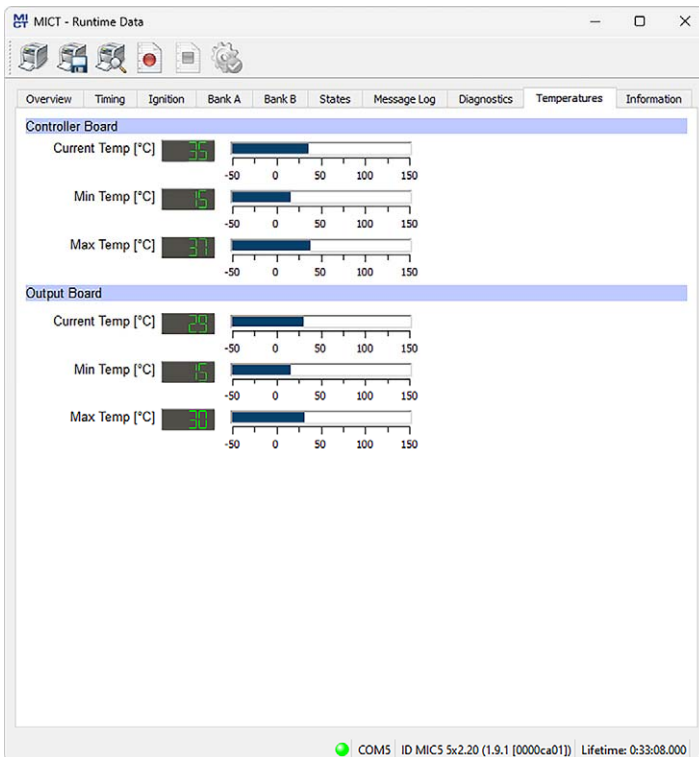 MICT - Runtime Data
Overview Timing Ignition Bank A Bank B States Message Log Diagnostics Temperatures Information
Controller Board
Current Temp [°C] 35
-50 0 50 100 150
Min Temp [°C] 15
-50 0 50 100 150
Max Temp [°C] 37
-50 0 50 100 150
Output Board
Current Temp [°C] 29
-50 0 50 100 150
Min Temp [°C] 15
-50 0 50 100 150
Max Temp [°C] 30
-50 0 50 100 150
COM5 ID MIC5 5x2.20 (1.9.1 [0000ca01]) Lifetime: 0:33:08.000